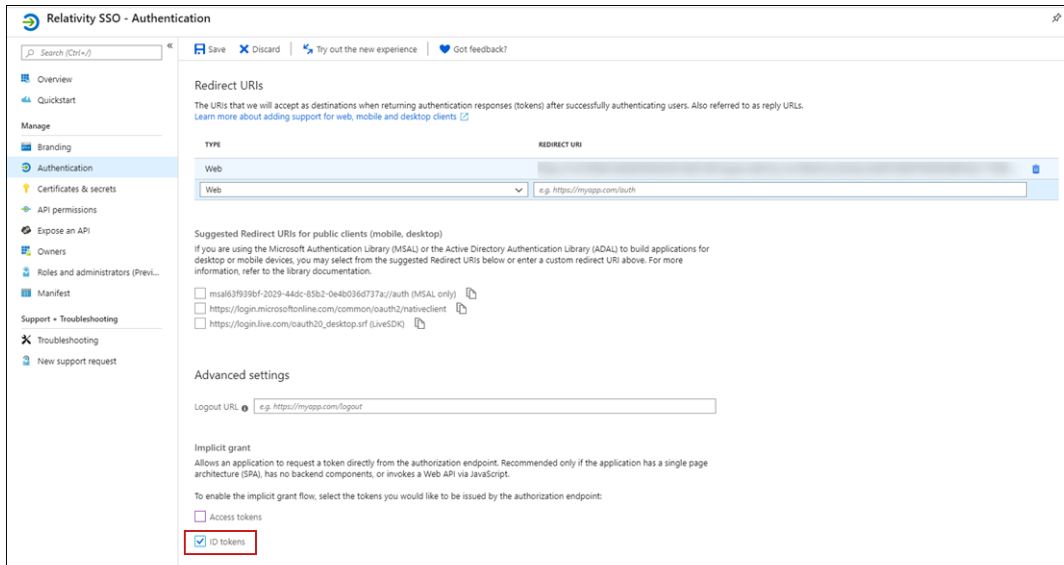 Relativity SSO - Authentication
Search (Ctrl+/)
«
Overview
Quickstart
Manage
Branding
Authentication
Certificates & secrets
API permissions
Expose an API
Owners
Roles and administrators (Previ...
Manifest
Support + Troubleshooting
Troubleshooting
New support request
Save Discard Try out the new experience Got feedback?
Redirect URIs
The URIs that we will accept as destinations when returning authentication responses (tokens) after successfully authenticating users. Also referred to as reply URLs.
Learn more about adding support for web, mobile and desktop clients
TYPE REDIRECT URI
Web
Web e.g. https://myapp.com/auth
Suggested Redirect URIs for public clients (mobile, desktop)
If you are using the Microsoft Authentication Library (MSAL) or the Active Directory Authentication Library (ADAL) to build applications for
desktop or mobile devices, you may select from the suggested Redirect URIs below or enter a custom redirect URI above. For more
information, refer to the library documentation.
msal63f939bf-2029-44dc-85b2-0e4b036d737a://auth (MSAL only)
https://login.microsoftonline.com/common/oauth2/nativeclient
https://login.live.com/oauth20_desktop.srf (LiveSDK)
Advanced settings
Logout URL e.g. https://myapp.com/logout
Implicit grant
Allows an application to request a token directly from the authorization endpoint. Recommended only if the application has a single page
architecture (SPA), has no backend components, or invokes a Web API via JavaScript.
To enable the implicit grant flow, select the tokens you would like to be issued by the authorization endpoint:
Access tokens
ID tokens